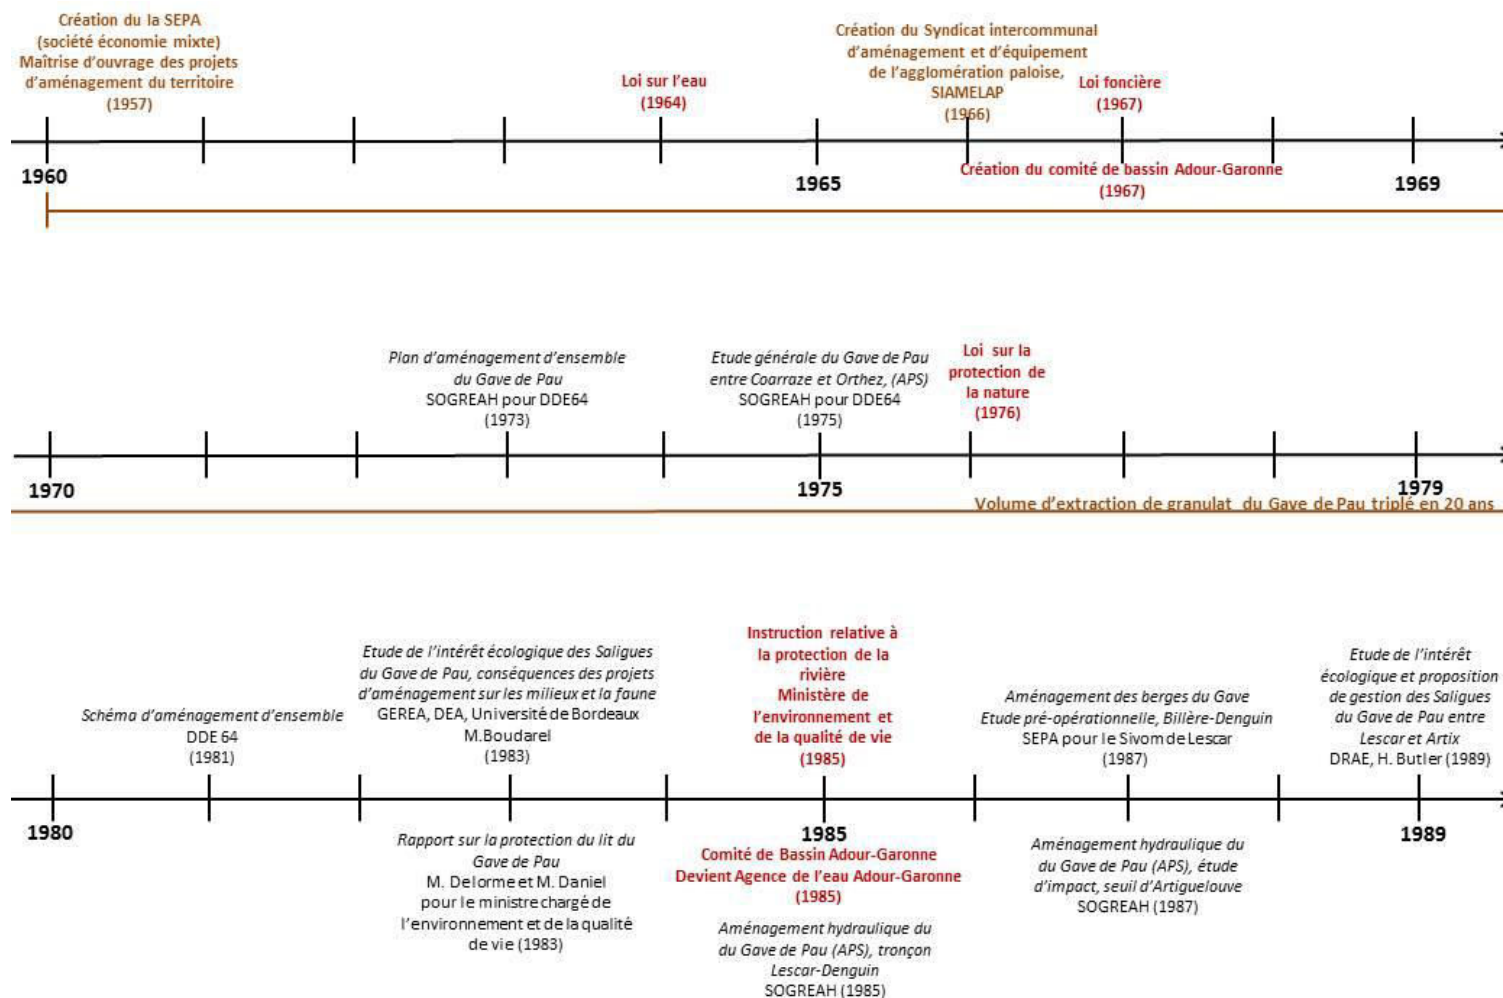 Création du la SEPA
(société économie mixte)
Maîtrise d'ouvrage des projets
d'aménagement du territoire
(1957)
Loi sur l'eau
(1964)
Création du Syndicat intercommunal
d'aménagement et d'équipement
de l'agglomération paloise,
SIAMELAP
(1966)
Loi foncière
(1967)
1960
1965
Création du comité de bassin Adour-Garonne
(1967)
1969
Plan d'aménagement d'ensemble
du Gave de Pau
SOGREAH pour DDE64
(1973)
Etude générale du Gave de Pau
entre Coarraze et Orthez, (APS)
SOGREAH pour DDE64
(1975)
Loi sur la
protection de
la nature
(1976)
1970
1975
1979
Volume d'extraction de granulat du Gave de Pau triplé en 20 ans
Schéma d'aménagement d'ensemble
DDE 64
(1981)
Etude de l'intérêt écologique des Saligues
du Gave de Pau, conséquences des projets
d'aménagement sur les milieux et la faune
GEREA, DEA, Université de Bordeaux
M.Boudarel
(1983)
Instruction relative à
la protection de la
rivière
Ministère de
l'environnement et
de la qualité de vie
(1985)
Aménagement des berges du Gave
Etude pré-opérationnelle, Billère-Denguin
SEPA pour le Sivom de Lescar
(1987)
Etude de l'intérêt
écologique et proposition
de gestion des Saligues
du Gave de Pau entre
Lescar et Artix
DRAE, H. Butler (1989)
1980
1985
1989
Rapport sur la protection du lit du
Gave de Pau
M. Delorme et M. Daniel
pour le ministre chargé de
l'environnement et de la qualité
de vie (1983)
Comité de Bassin Adour-Garonne
Devient Agence de l'eau Adour-Garonne
(1985)
Aménagement hydraulique du
du Gave de Pau (APS), tronçon
Lescar-Denguin
SOGREAH (1985)
Aménagement hydraulique du
du Gave de Pau (APS), étude
d'impact, seuil d'Artiguelouve
SOGREAH (1987)